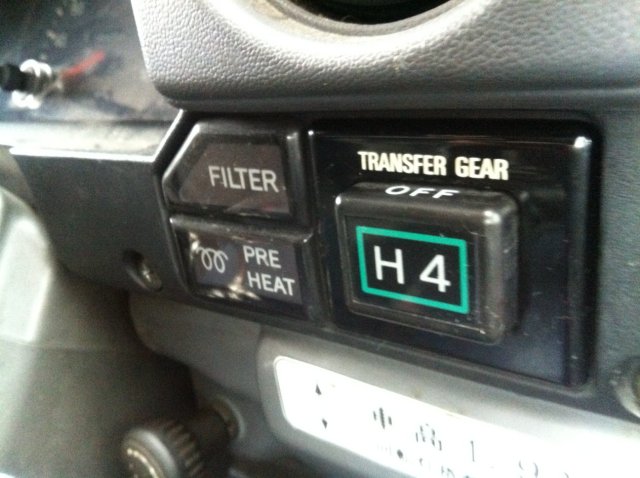 FILTER
PRE
HEAT
TRANSFER GEAR
OFF
H 4